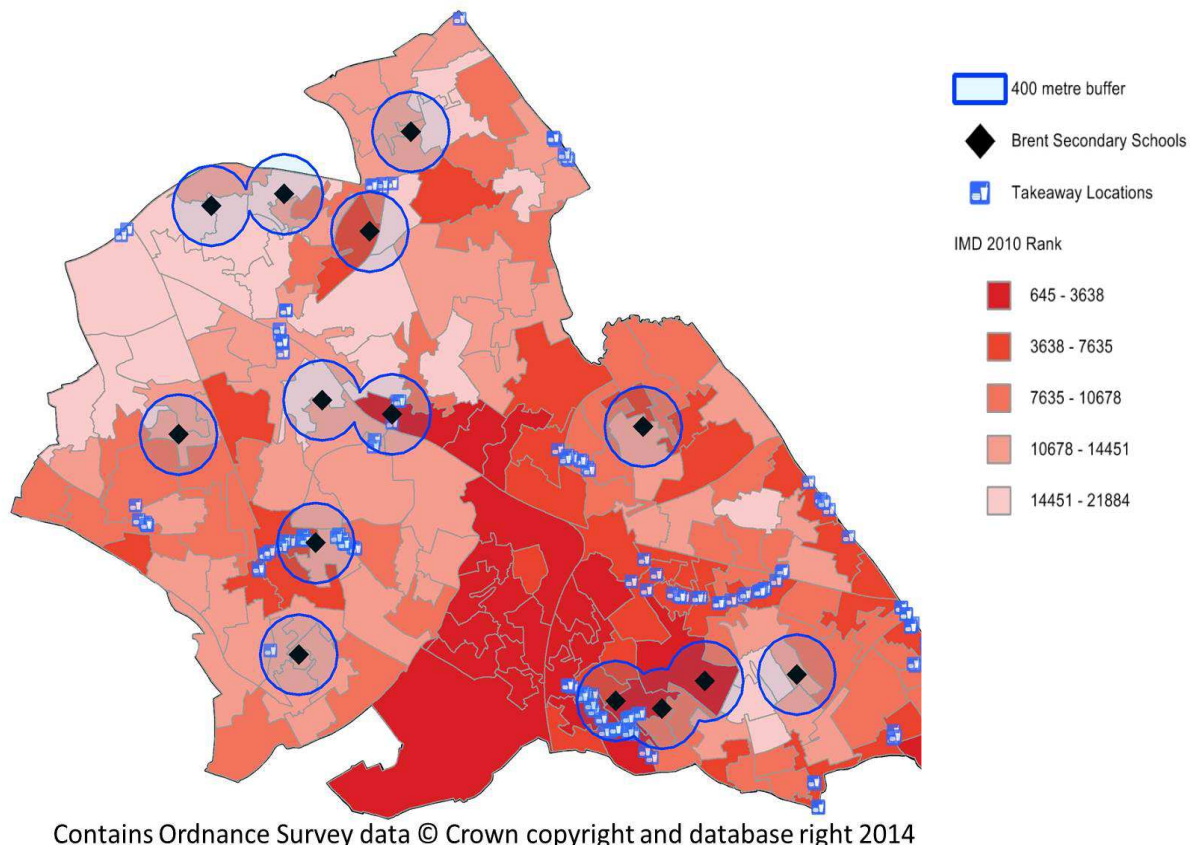 400 metre buffer
Brent Secondary Schools
Takeaway Locations
IMD 2010 Rank
645 - 3638
3638 - 7635
7635 - 10678
10678 - 14451
14451 - 21884
Contains Ordnance Survey data © Crown copyright and database right 2014